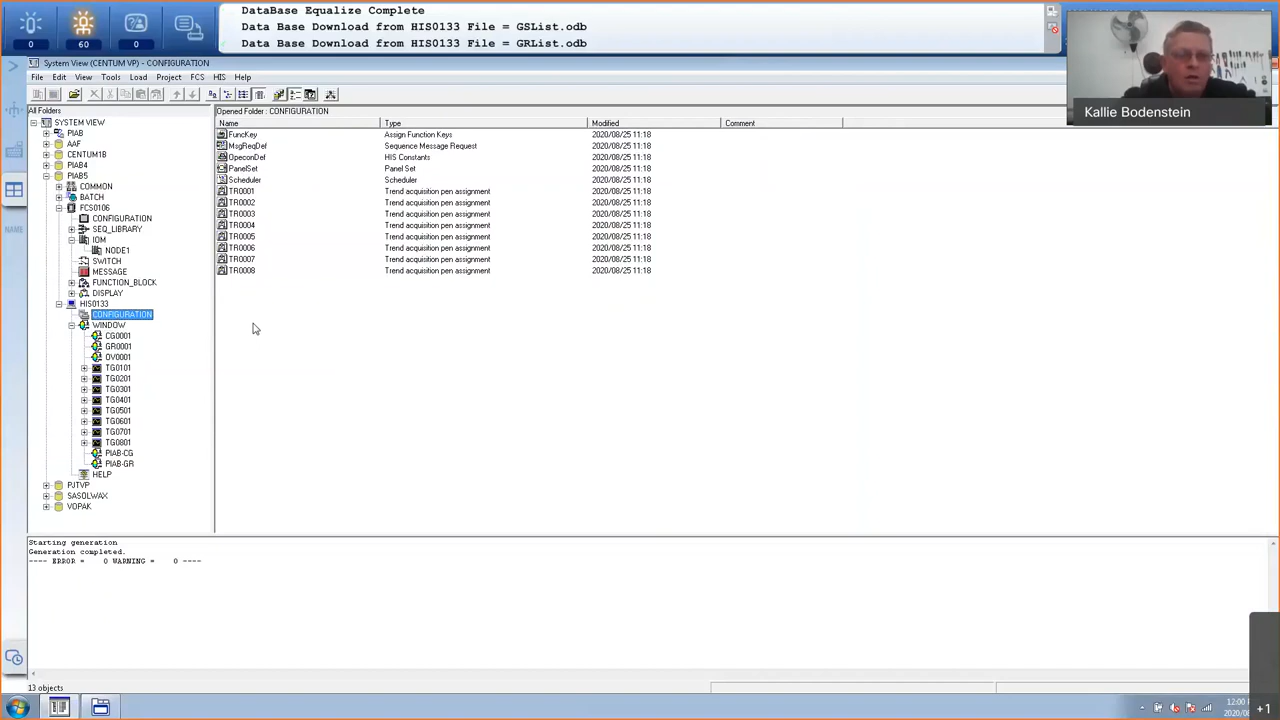 DataBase Equalize Complete
Data Base Download from HIS0133 File = GSList.odb
Data Base Download from HIS0133 File = GRList.odb
0 60 0
Kallie Bodenstein
System View (CENTUM VP) - CONFIGURATION
File Edit View Tools Load Project FCS HIS Help
All Folders
Opened Folder : CONFIGURATION
NAME
SYSTEM VIEW
PIAB
AAF
CENTUM1B
PIAB4
PIAB5
COMMON
BATCH
FCS0106
CONFIGURATION
SEQ_LIBRARY
IOM
NODE1
SWITCH
MESSAGE
FUNCTION_BLOCK
DISPLAY
HIS0133
CONFIGURATION
WINDOW
CG0001
GR0001
OV0001
TG0101
TG0201
TG0301
TG0401
TG0501
TG0601
TG0701
TG0801
PIAB-CG
PIAB-GR
HELP
PJTVP
SASOLWAX
VOPAK
Name Type Modified Comment
FuncKey Assign Function Keys 2020/08/25 11:18
MsgReqDef Sequence Message Request 2020/08/25 11:18
OpeconDef HIS Constants 2020/08/25 11:18
PanelSet Panel Set 2020/08/25 11:18
Scheduler Scheduler 2020/08/25 11:18
TR0001 Trend acquisition pen assignment 2020/08/25 11:18
TR0002 Trend acquisition pen assignment 2020/08/25 11:18
TR0003 Trend acquisition pen assignment 2020/08/25 11:18
TR0004 Trend acquisition pen assignment 2020/08/25 11:18
TR0005 Trend acquisition pen assignment 2020/08/25 11:18
TR0006 Trend acquisition pen assignment 2020/08/25 11:18
TR0007 Trend acquisition pen assignment 2020/08/25 11:18
TR0008 Trend acquisition pen assignment 2020/08/25 11:18
Starting generation
Generation completed.
---- ERROR = 0 WARNING = 0 ----
13 objects
12:00
+1